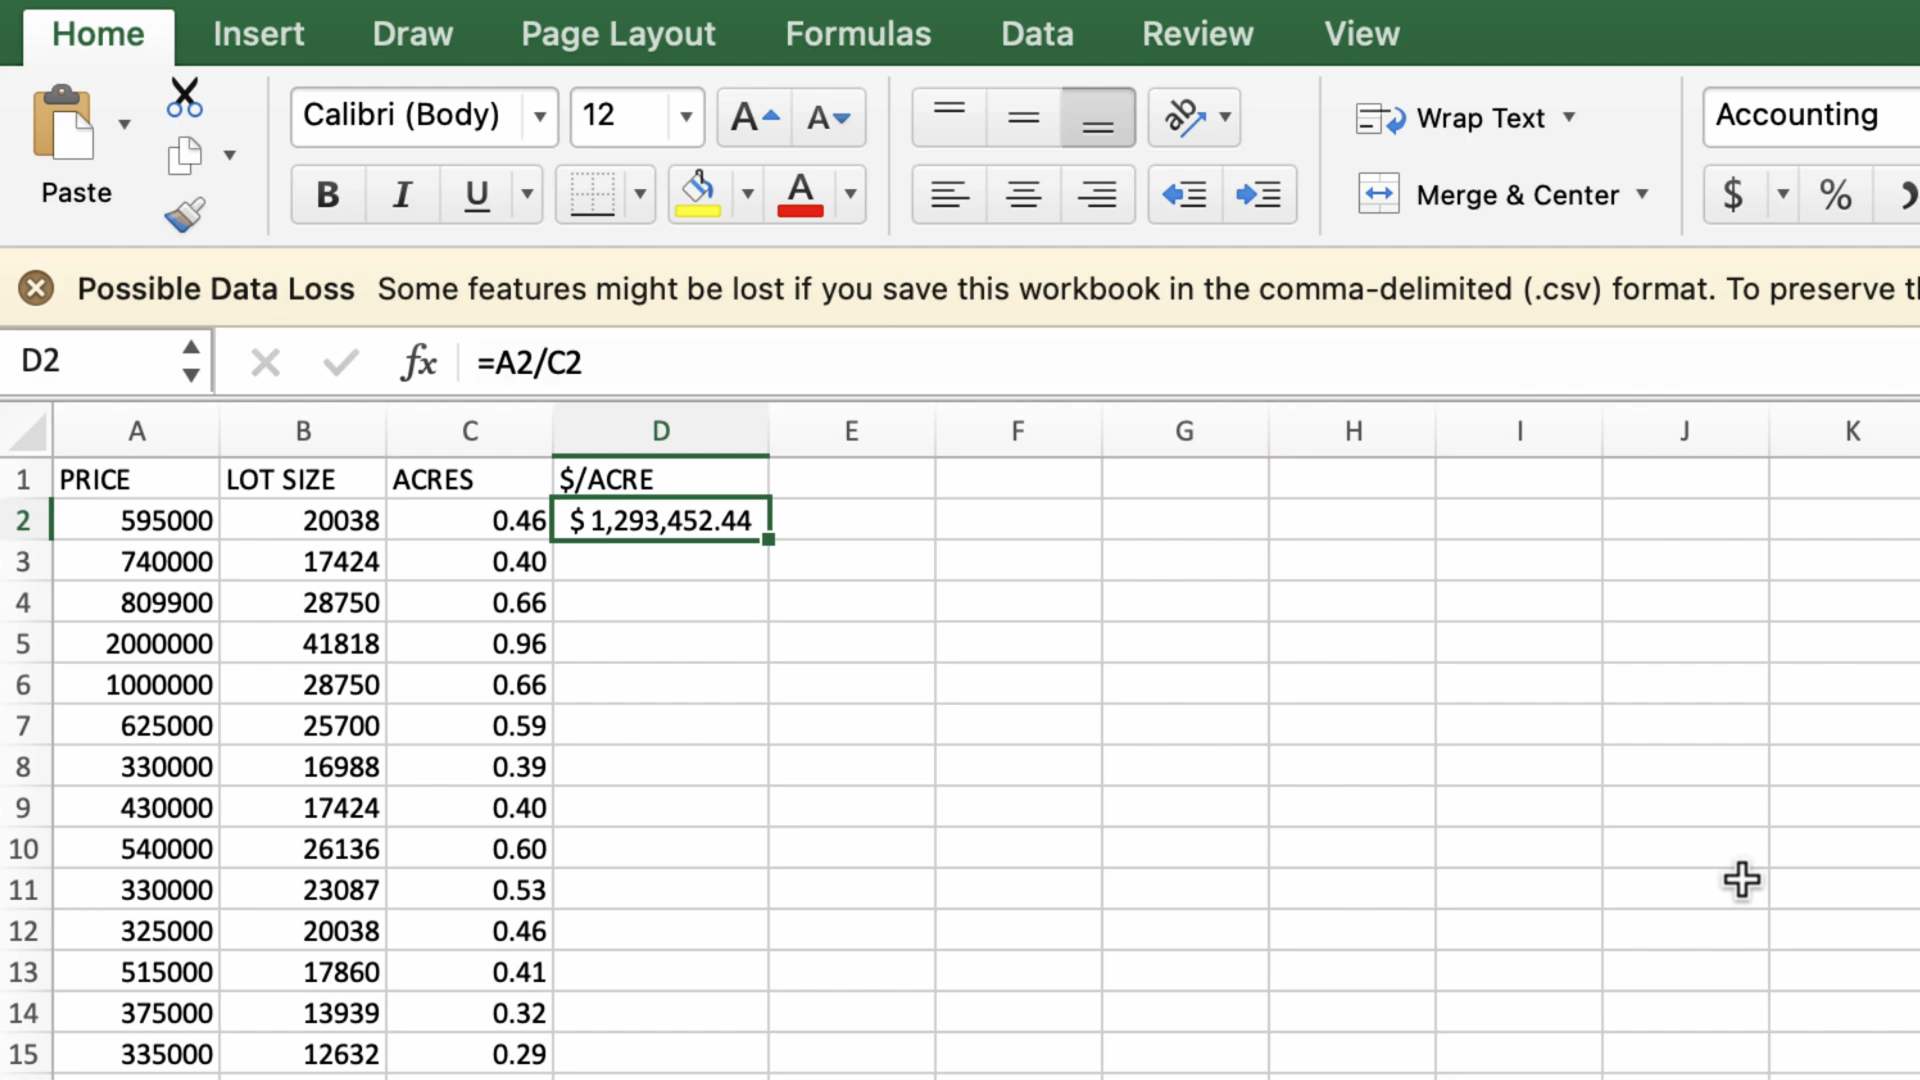 Home Insert Draw Page Layout Formulas Data Review View
Paste
Calibri (Body) 12 A A ab Wrap Text Accounting
B I U A Merge & Center $ %
Possible Data Loss Some features might be lost if you save this workbook in the comma-delimited (.csv) format. To preserve
D2 fx =A2/C2
A B C D E F G H I J K
1 PRICE LOT SIZE ACRES $/ACRE
2 595000 20038 0.46 $ 1,293,452.44
3 740000 17424 0.40
4 809900 28750 0.66
5 2000000 41818 0.96
6 1000000 28750 0.66
7 625000 25700 0.59
8 330000 16988 0.39
9 430000 17424 0.40
10 540000 26136 0.60
11 330000 23087 0.53
12 325000 20038 0.46
13 515000 17860 0.41
14 375000 13939 0.32
15 335000 12632 0.29